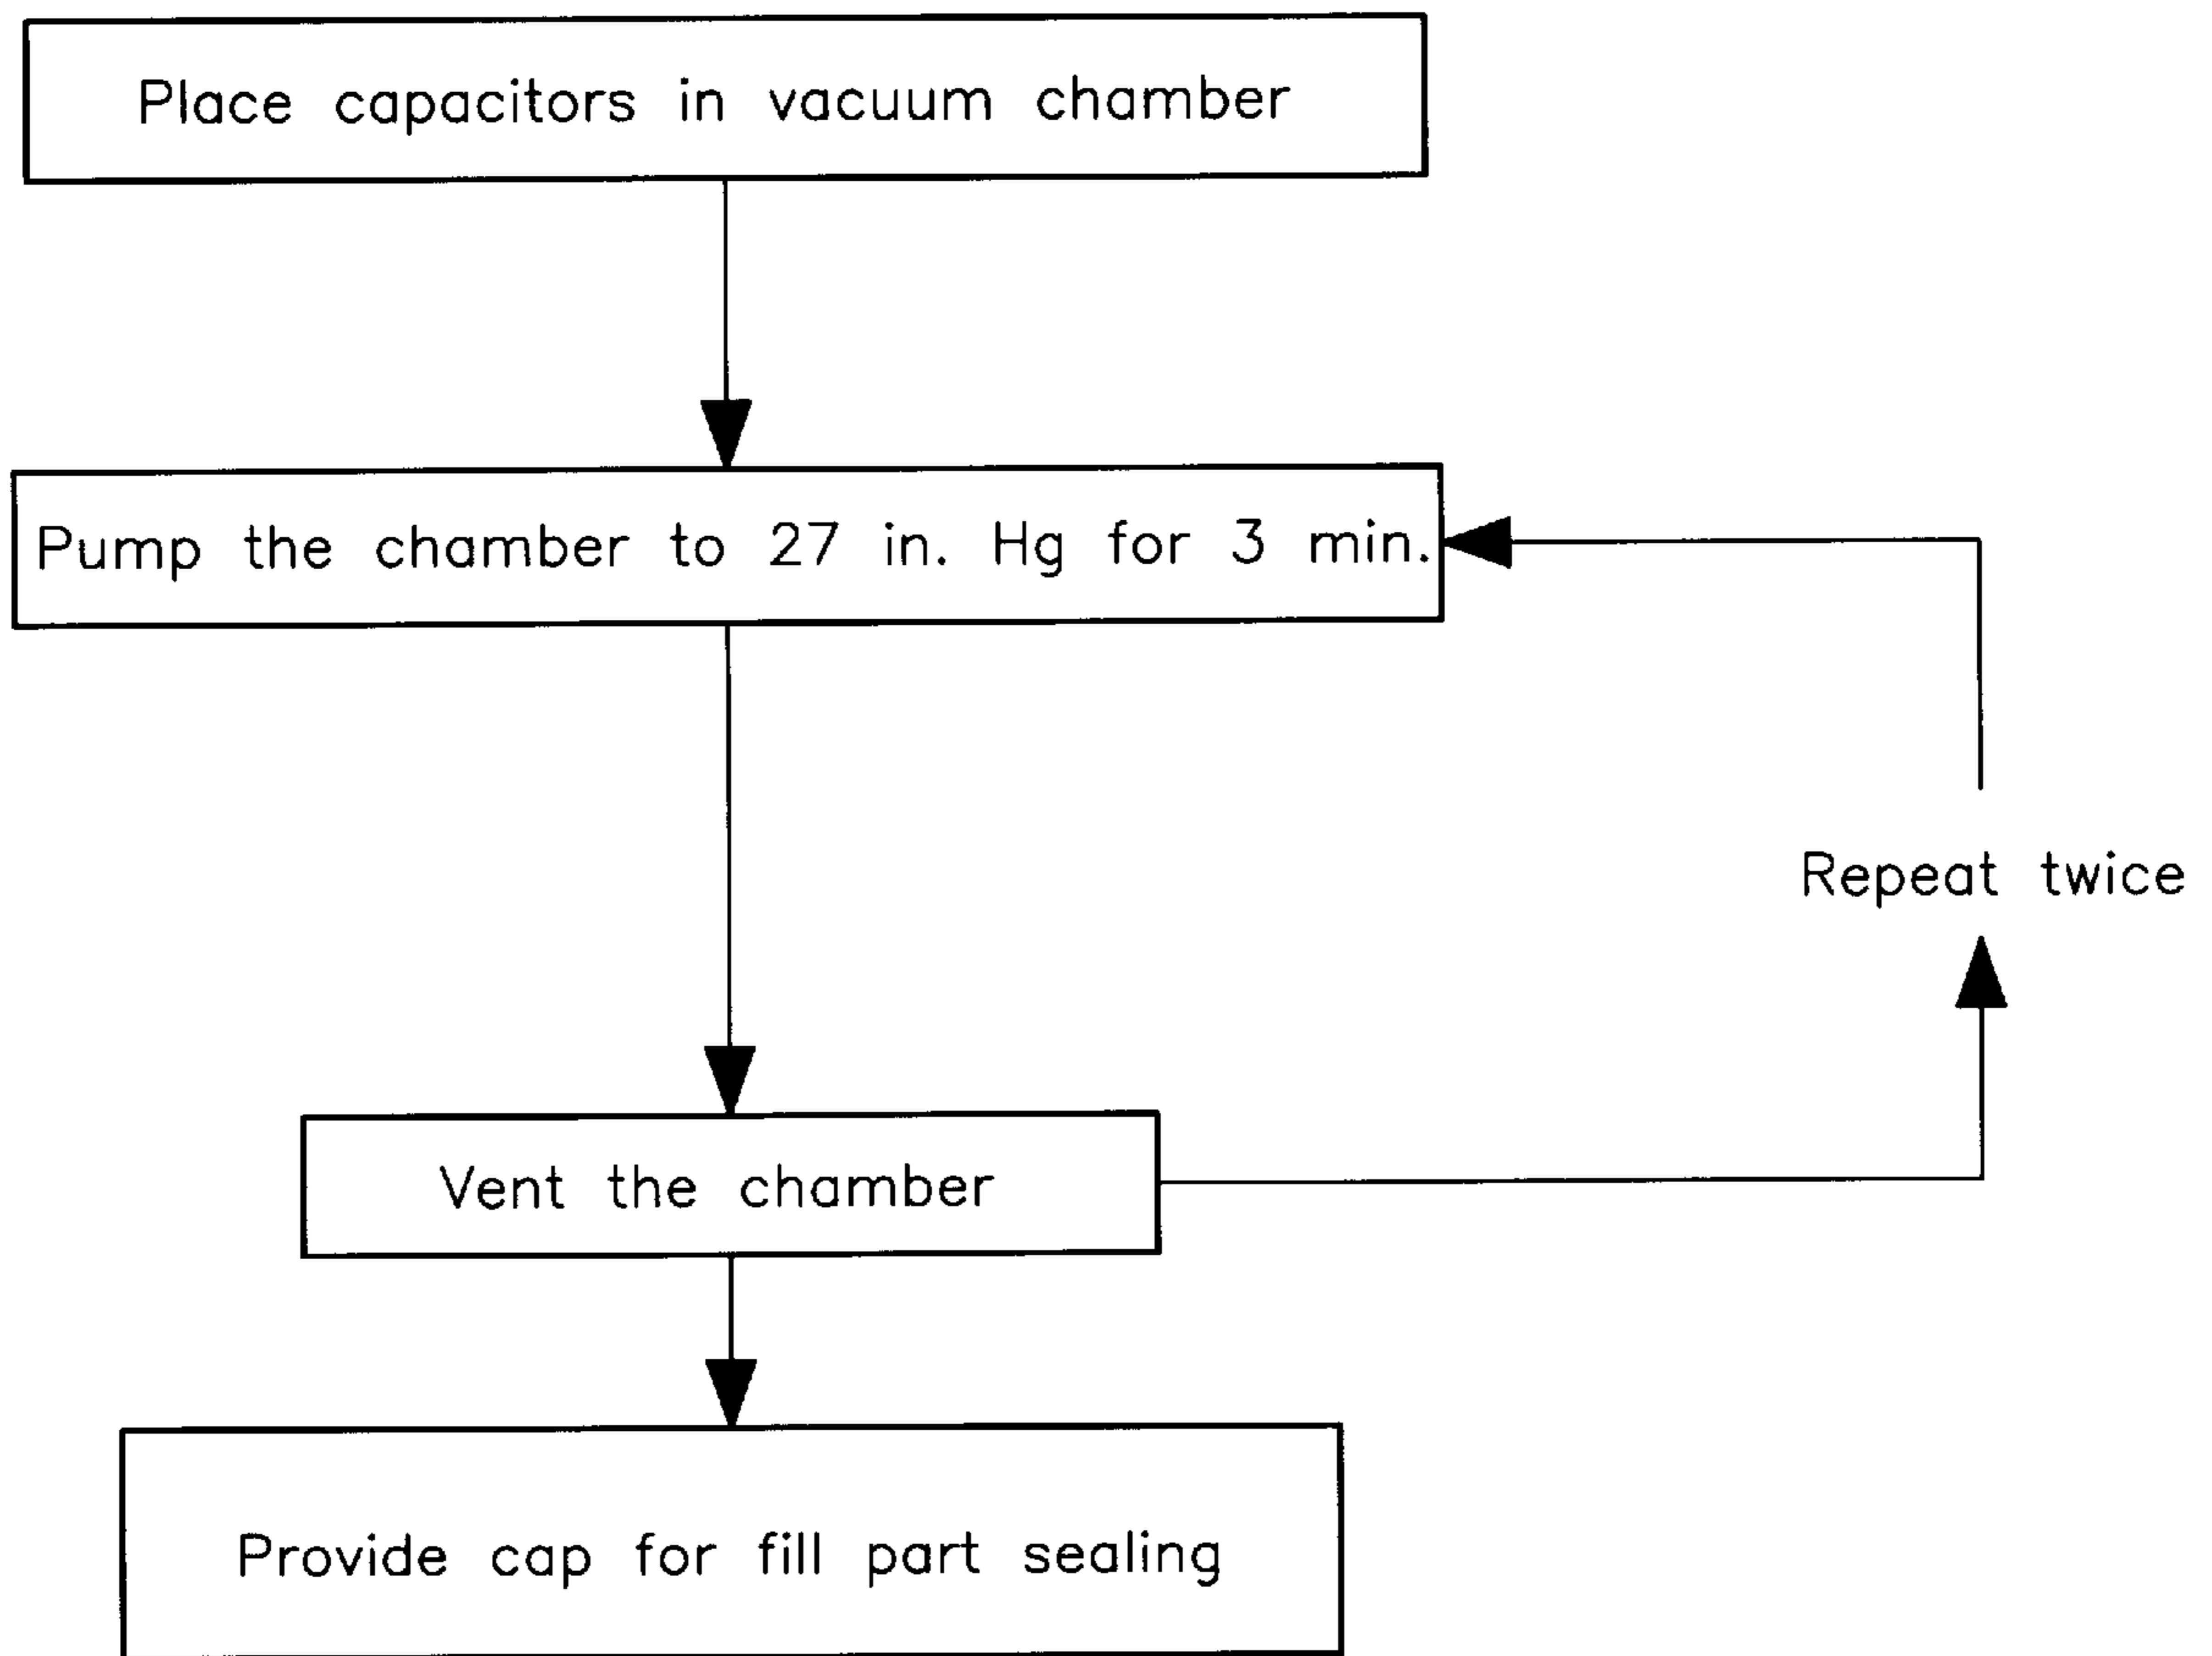 Place capacitors in vacuum chamber
Pump the chamber to 27 in. Hg for 3 min.
Repeat twice
Vent the chamber
Provide cap for fill part sealing